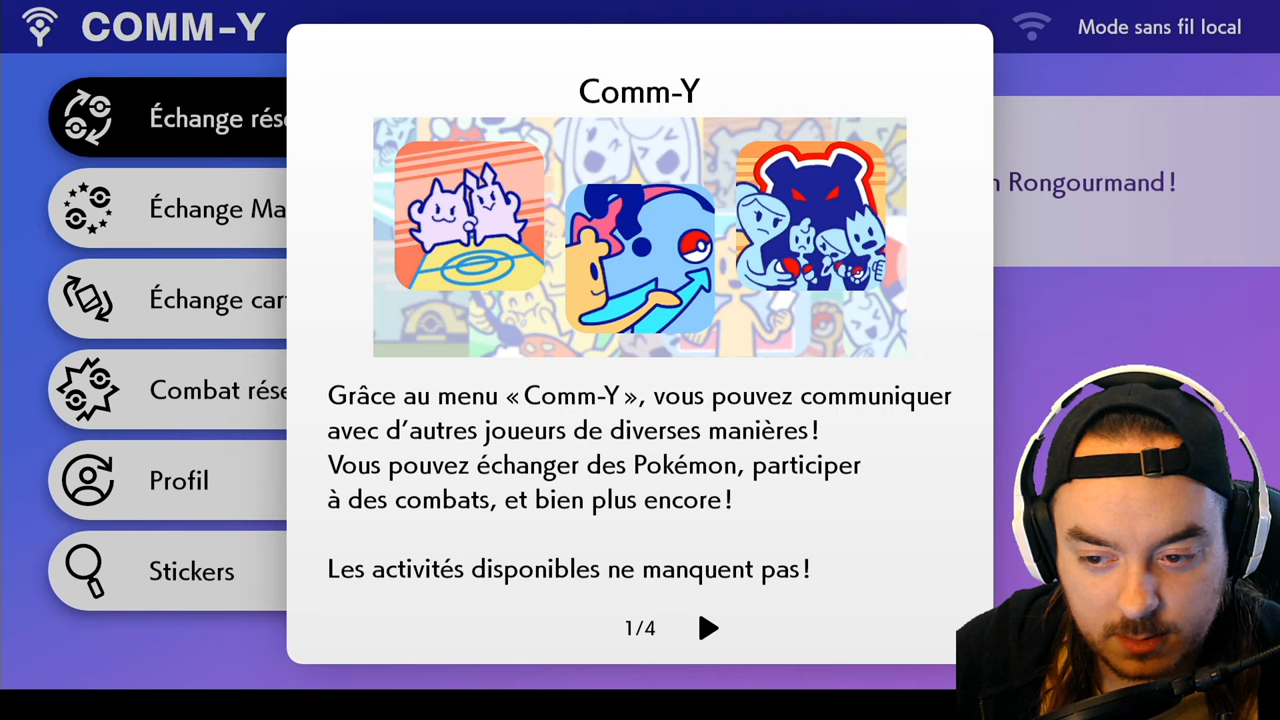 COMM-Y
Mode sans fil local
Échange rés
Échange Ma
Échange car
Combat rés
Profil
Stickers
Rongourmand !
Comm-Y
Grâce au menu « Comm-Y », vous pouvez communiquer
avec d'autres joueurs de diverses manières !
Vous pouvez échanger des Pokémon, participer
à des combats, et bien plus encore !
Les activités disponibles ne manquent pas !
1/4